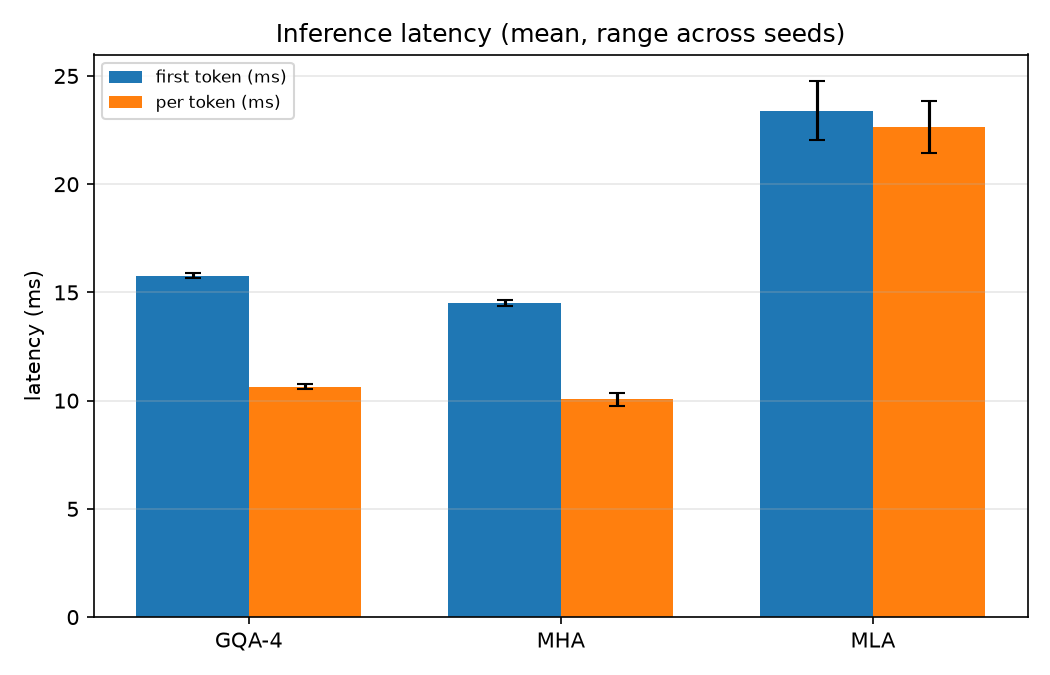 Inference latency (mean, range across seeds)
first token (ms)
per token (ms)
latency (ms)
25
20
15
10
5
0
GQA-4
MHA
MLA